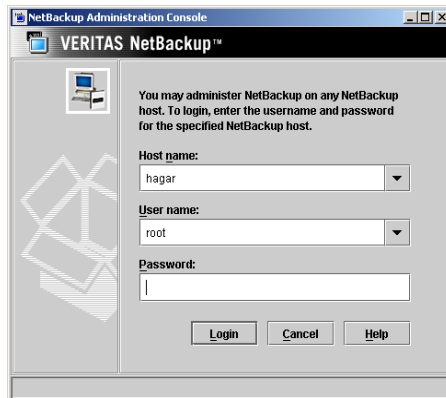 NetBackup Administration Console
VERITAS NetBackup™
You may administer NetBackup on any NetBackup
host. To login, enter the username and password
for the specified NetBackup host.
Host name:
hagar
User name:
root
Password:
Login Cancel Help